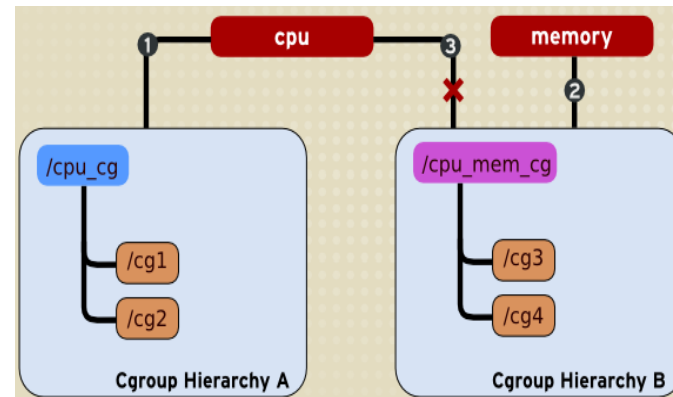 cpu
memory
1
3
2
/cpu_cg
/cpu_mem_cg
/cg1
/cg3
/cg2
/cg4
Cgroup Hierarchy A
Cgroup Hierarchy B